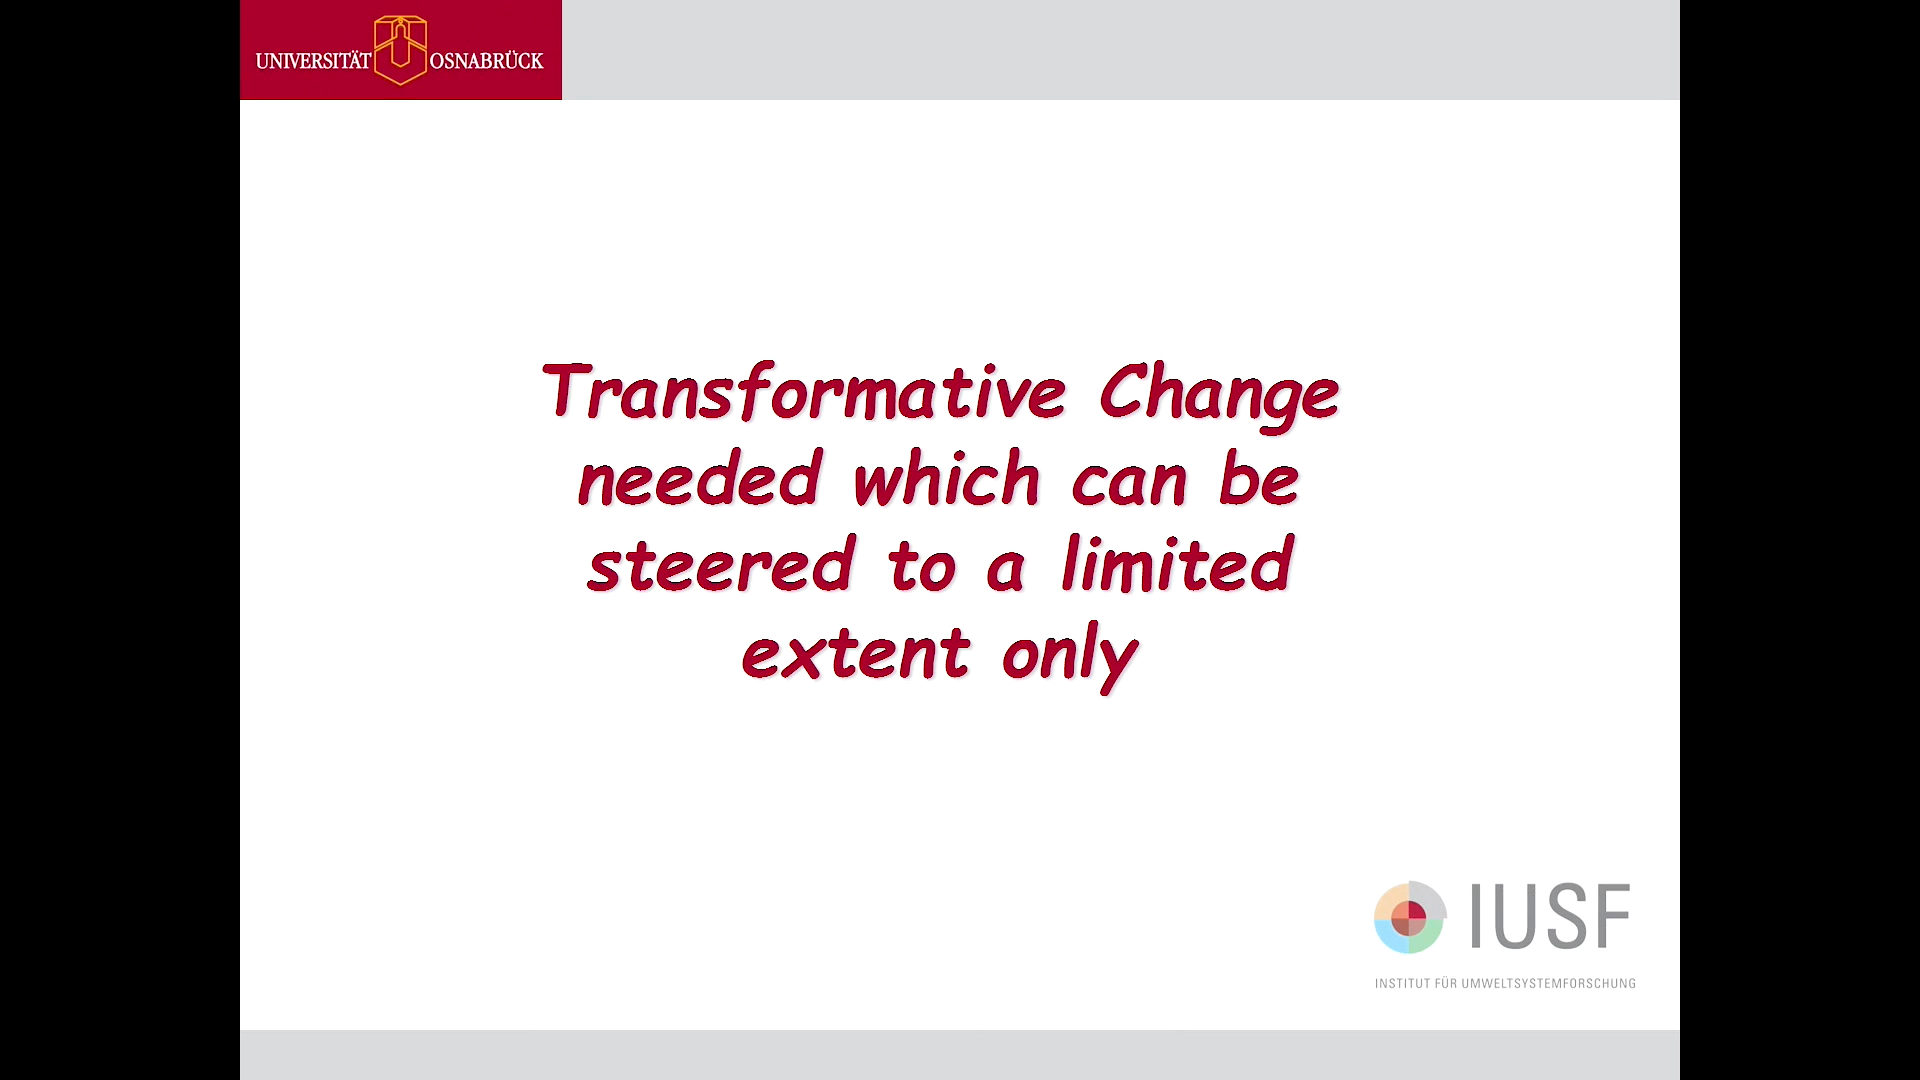 UNIVERSITÄT OSNABRÜCK
Transformative Change
needed which can be
steered to a limited
extent only
IUSF
INSTITUT FÜR UMWELTSYSTEMFORSCHUNG